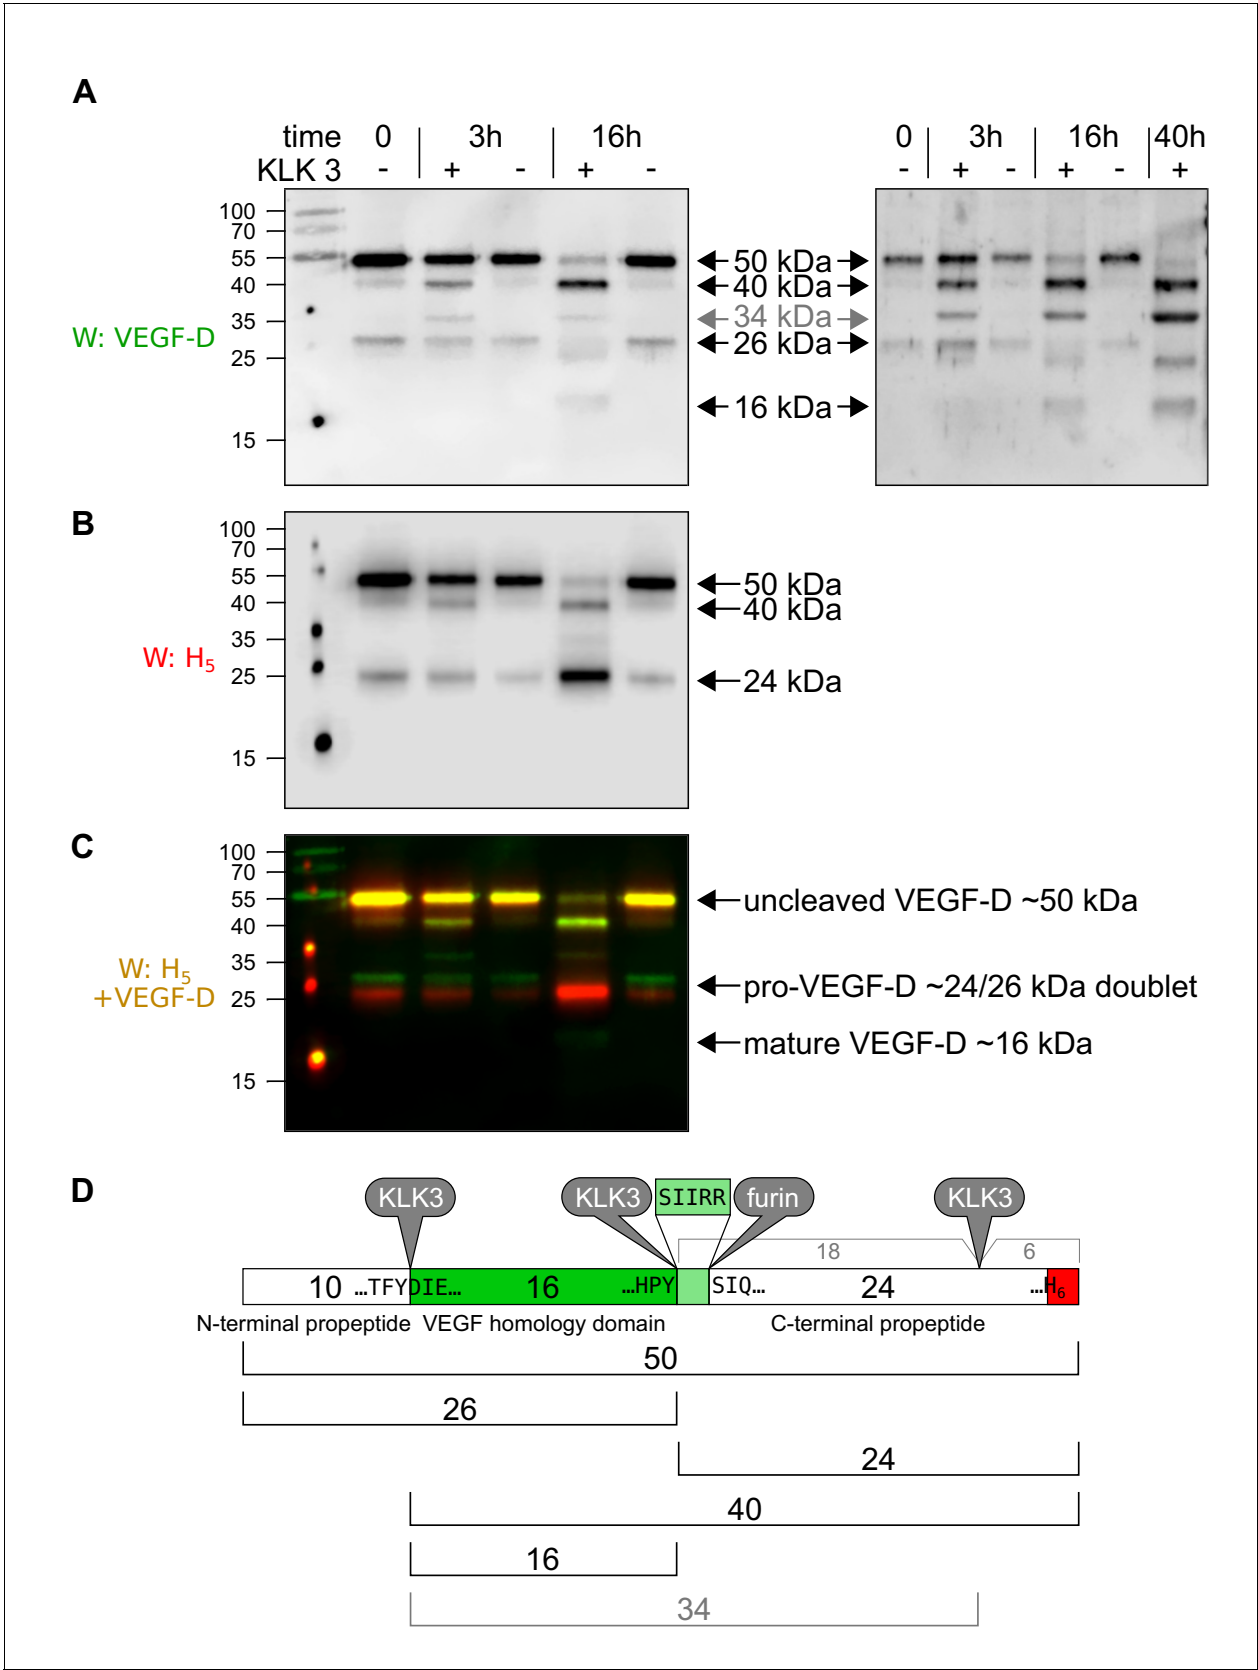 A
time 0 3h 16h 0 3h 16h 40h
KLK 3 - + - + - - + - + - +
100
70
55
40
35
25
15
W: VEGF-D
50 kDa
40 kDa
34 kDa
26 kDa
16 kDa
B
100
70
55
40
35
25
15
W: H5
50 kDa
40 kDa
24 kDa
C
100
70
55
40
35
25
15
W: H5
+VEGF-D
uncleaved VEGF-D ~50 kDa
pro-VEGF-D ~24/26 kDa doublet
mature VEGF-D ~16 kDa
D
KLK3 KLK3 SIIRR furin KLK3
18 6
10 …TFYDIE… 16 …HPY SIQ… 24 …H6
N-terminal propeptide VEGF homology domain C-terminal propeptide
50
26
24
40
16
34